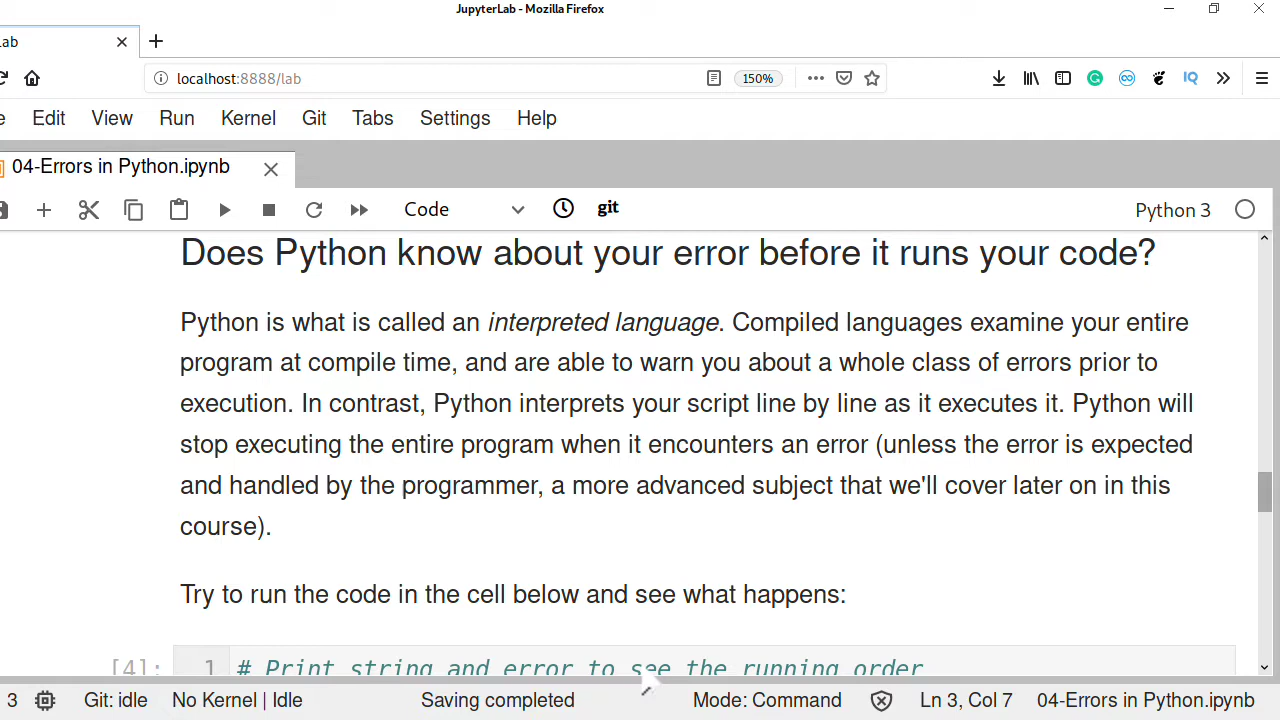 JupyterLab - Mozilla Firefox
ab
localhost:8888/lab
150%
IQ
e Edit View Run Kernel Git Tabs Settings Help
04-Errors in Python.ipynb
Code
git
Python 3
Does Python know about your error before it runs your code?
Python is what is called an interpreted language. Compiled languages examine your entire
program at compile time, and are able to warn you about a whole class of errors prior to
execution. In contrast, Python interprets your script line by line as it executes it. Python will
stop executing the entire program when it encounters an error (unless the error is expected
and handled by the programmer, a more advanced subject that we'll cover later on in this
course).
Try to run the code in the cell below and see what happens:
[4]: 1 # Print string and error to see the running order
3 Git: idle No Kernel | Idle Saving completed Mode: Command Ln 3, Col 7 04-Errors in Python.ipynb